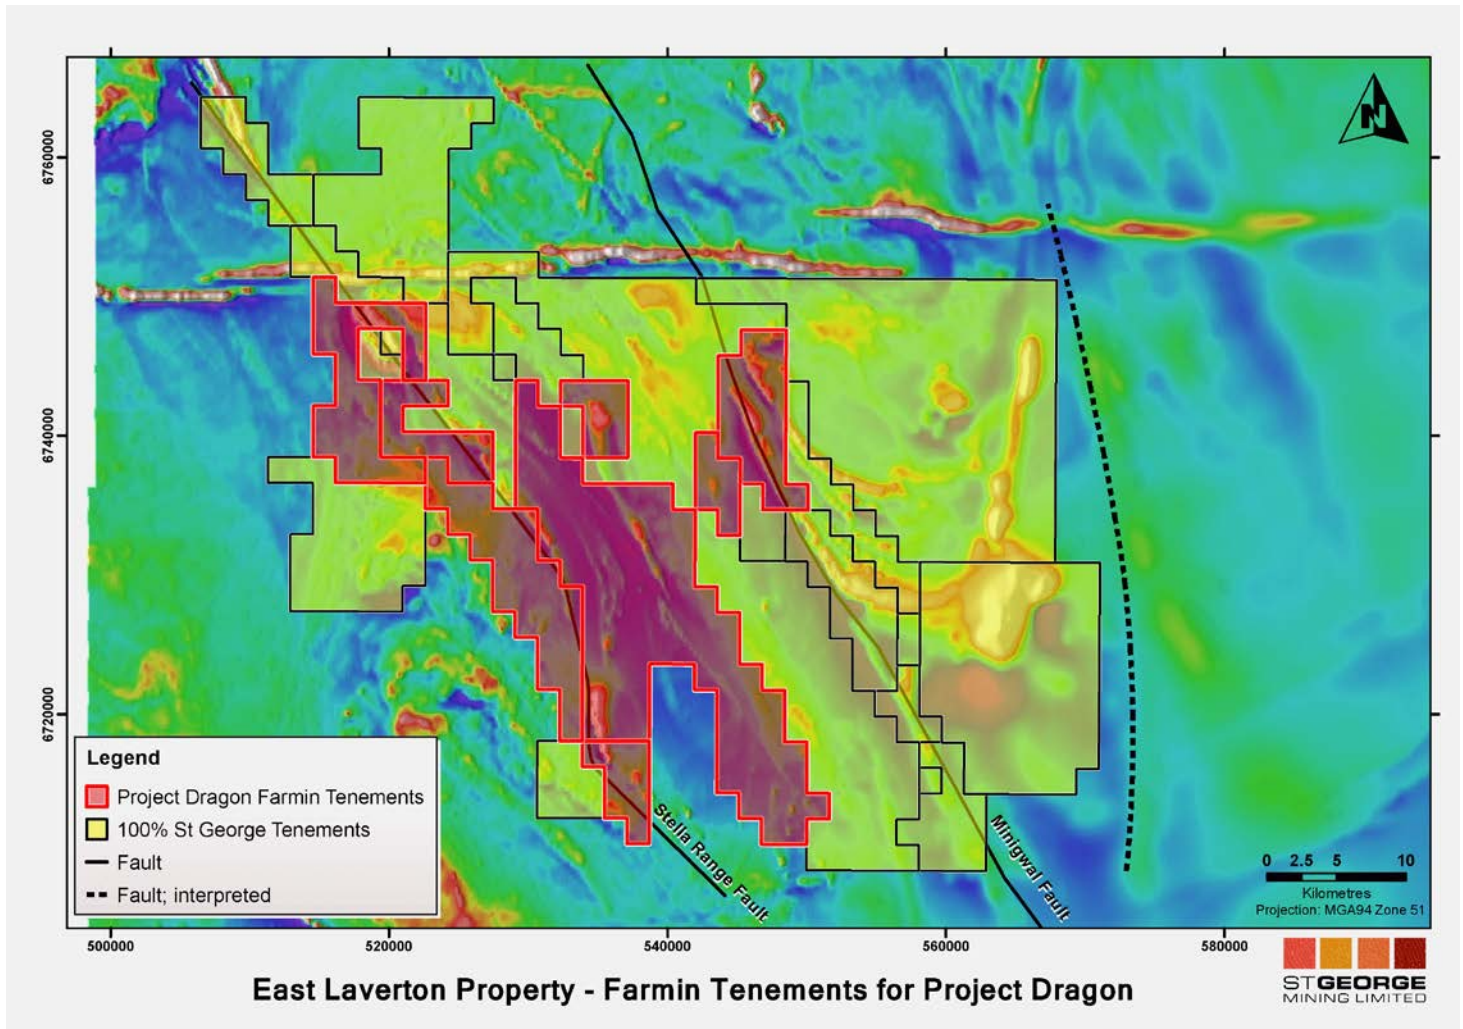 N
6760000
6740000
6720000
Legend
Project Dragon Farmin Tenements
100% St George Tenements
Fault
Fault; interpreted
Stella Range Fault
Minigwal Fault
0 2.5 5 10
Kilometres
Projection: MGA94 Zone 51
500000 520000 540000 560000 580000
East Laverton Property - Farmin Tenements for Project Dragon
STGEORGE
MINING LIMITED